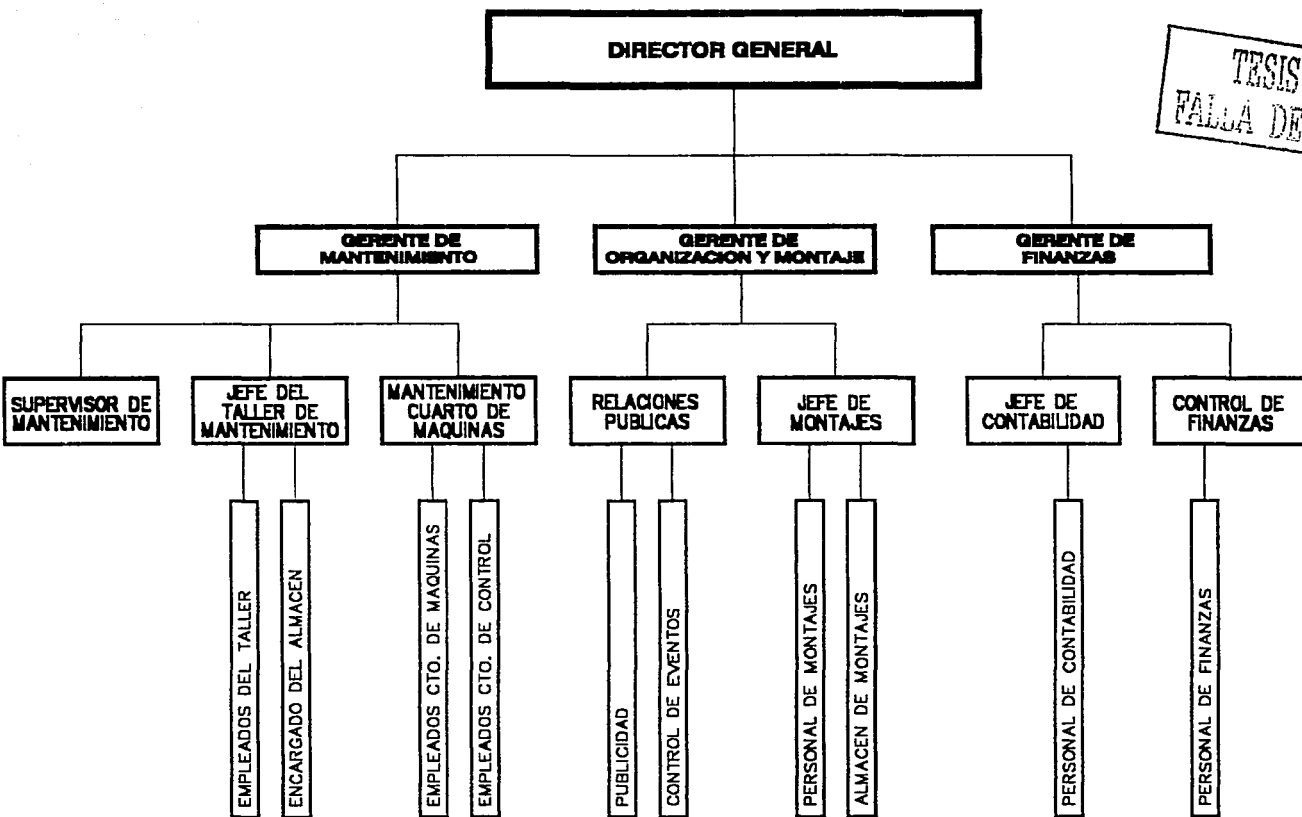 DIRECTOR GENERAL
TESIS
FALLA DE
GERENTE DE
MANTENIMIENTO
GERENTE DE
ORGANIZACION Y MONTAJE
GERENTE DE
FINANZAS
SUPERVISOR DE
MANTENIMIENTO
JEFE DEL
TALLER DE
MANTENIMIENTO
MANTENIMIENTO
CUARTO DE
MAQUINAS
RELACIONES
PUBLICAS
JEFE DE
MONTAJES
JEFE DE
CONTABILIDAD
CONTROL DE
FINANZAS
EMPLEADOS DEL TALLER
ENCARGADO DEL ALMACEN
EMPLEADOS CTO. DE MAQUINAS
EMPLEADOS CTO. DE CONTROL
PUBLICIDAD
CONTROL DE EVENTOS
PERSONAL DE MONTAJES
ALMACEN DE MONTAJES
PERSONAL DE CONTABILIDAD
PERSONAL DE FINANZAS